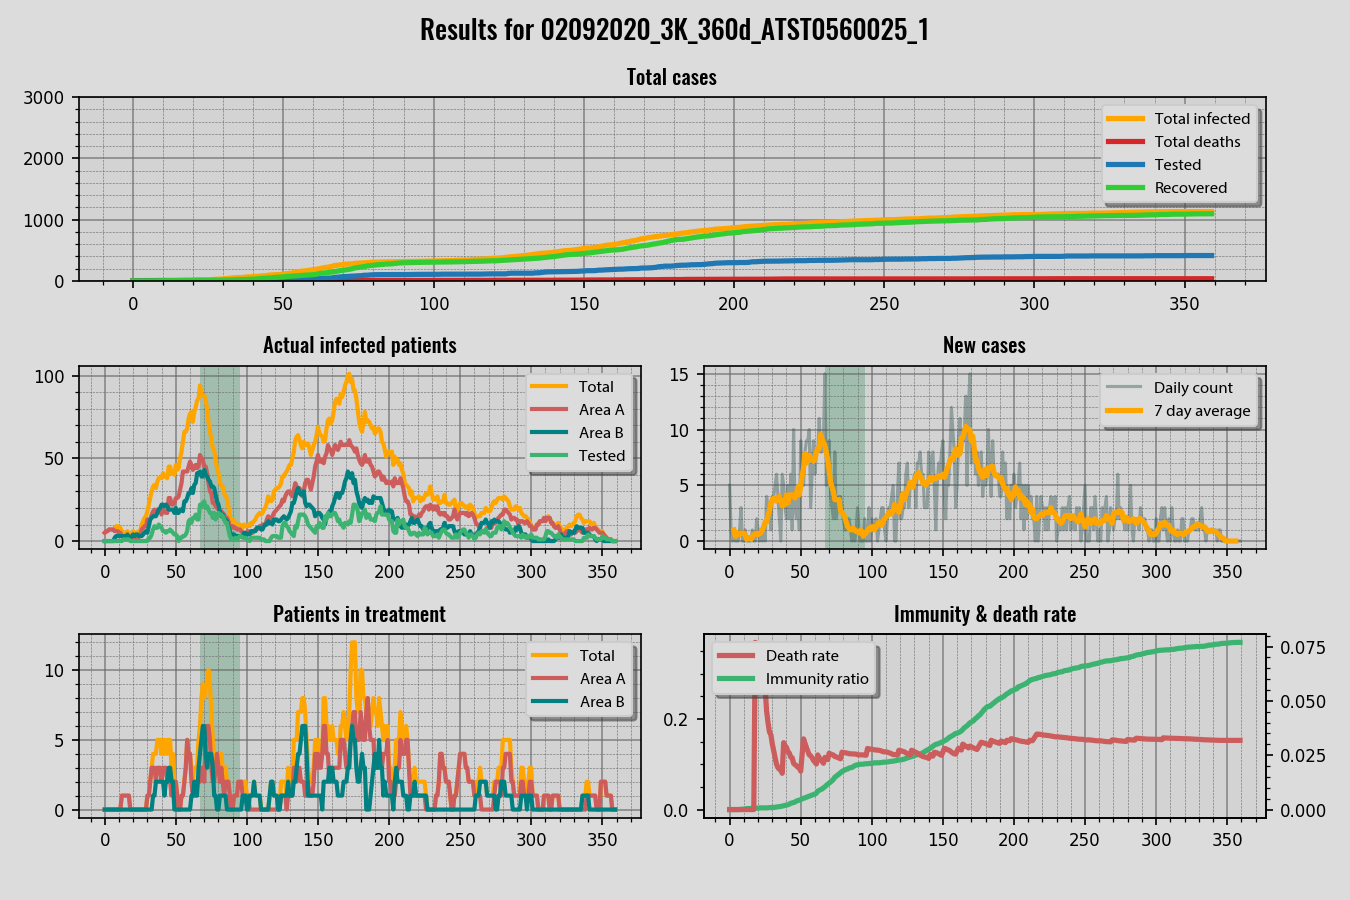 Results for 02092020_3K_360d_ATST0560025_1
Total cases
3000
2000
1000
0
Total infected
Total deaths
Tested
Recovered
0 50 100 150 200 250 300 350
Actual infected patients
100
50
0
Total
Area A
Area B
Tested
0 50 100 150 200 250 300 350
New cases
15
10
5
0
Daily count
7 day average
0 50 100 150 200 250 300 350
Patients in treatment
10
5
0
Total
Area A
Area B
0 50 100 150 200 250 300 350
Immunity & death rate
0.2
0.0
Death rate
Immunity ratio
0.075
0.050
0.025
0.000
0 50 100 150 200 250 300 350